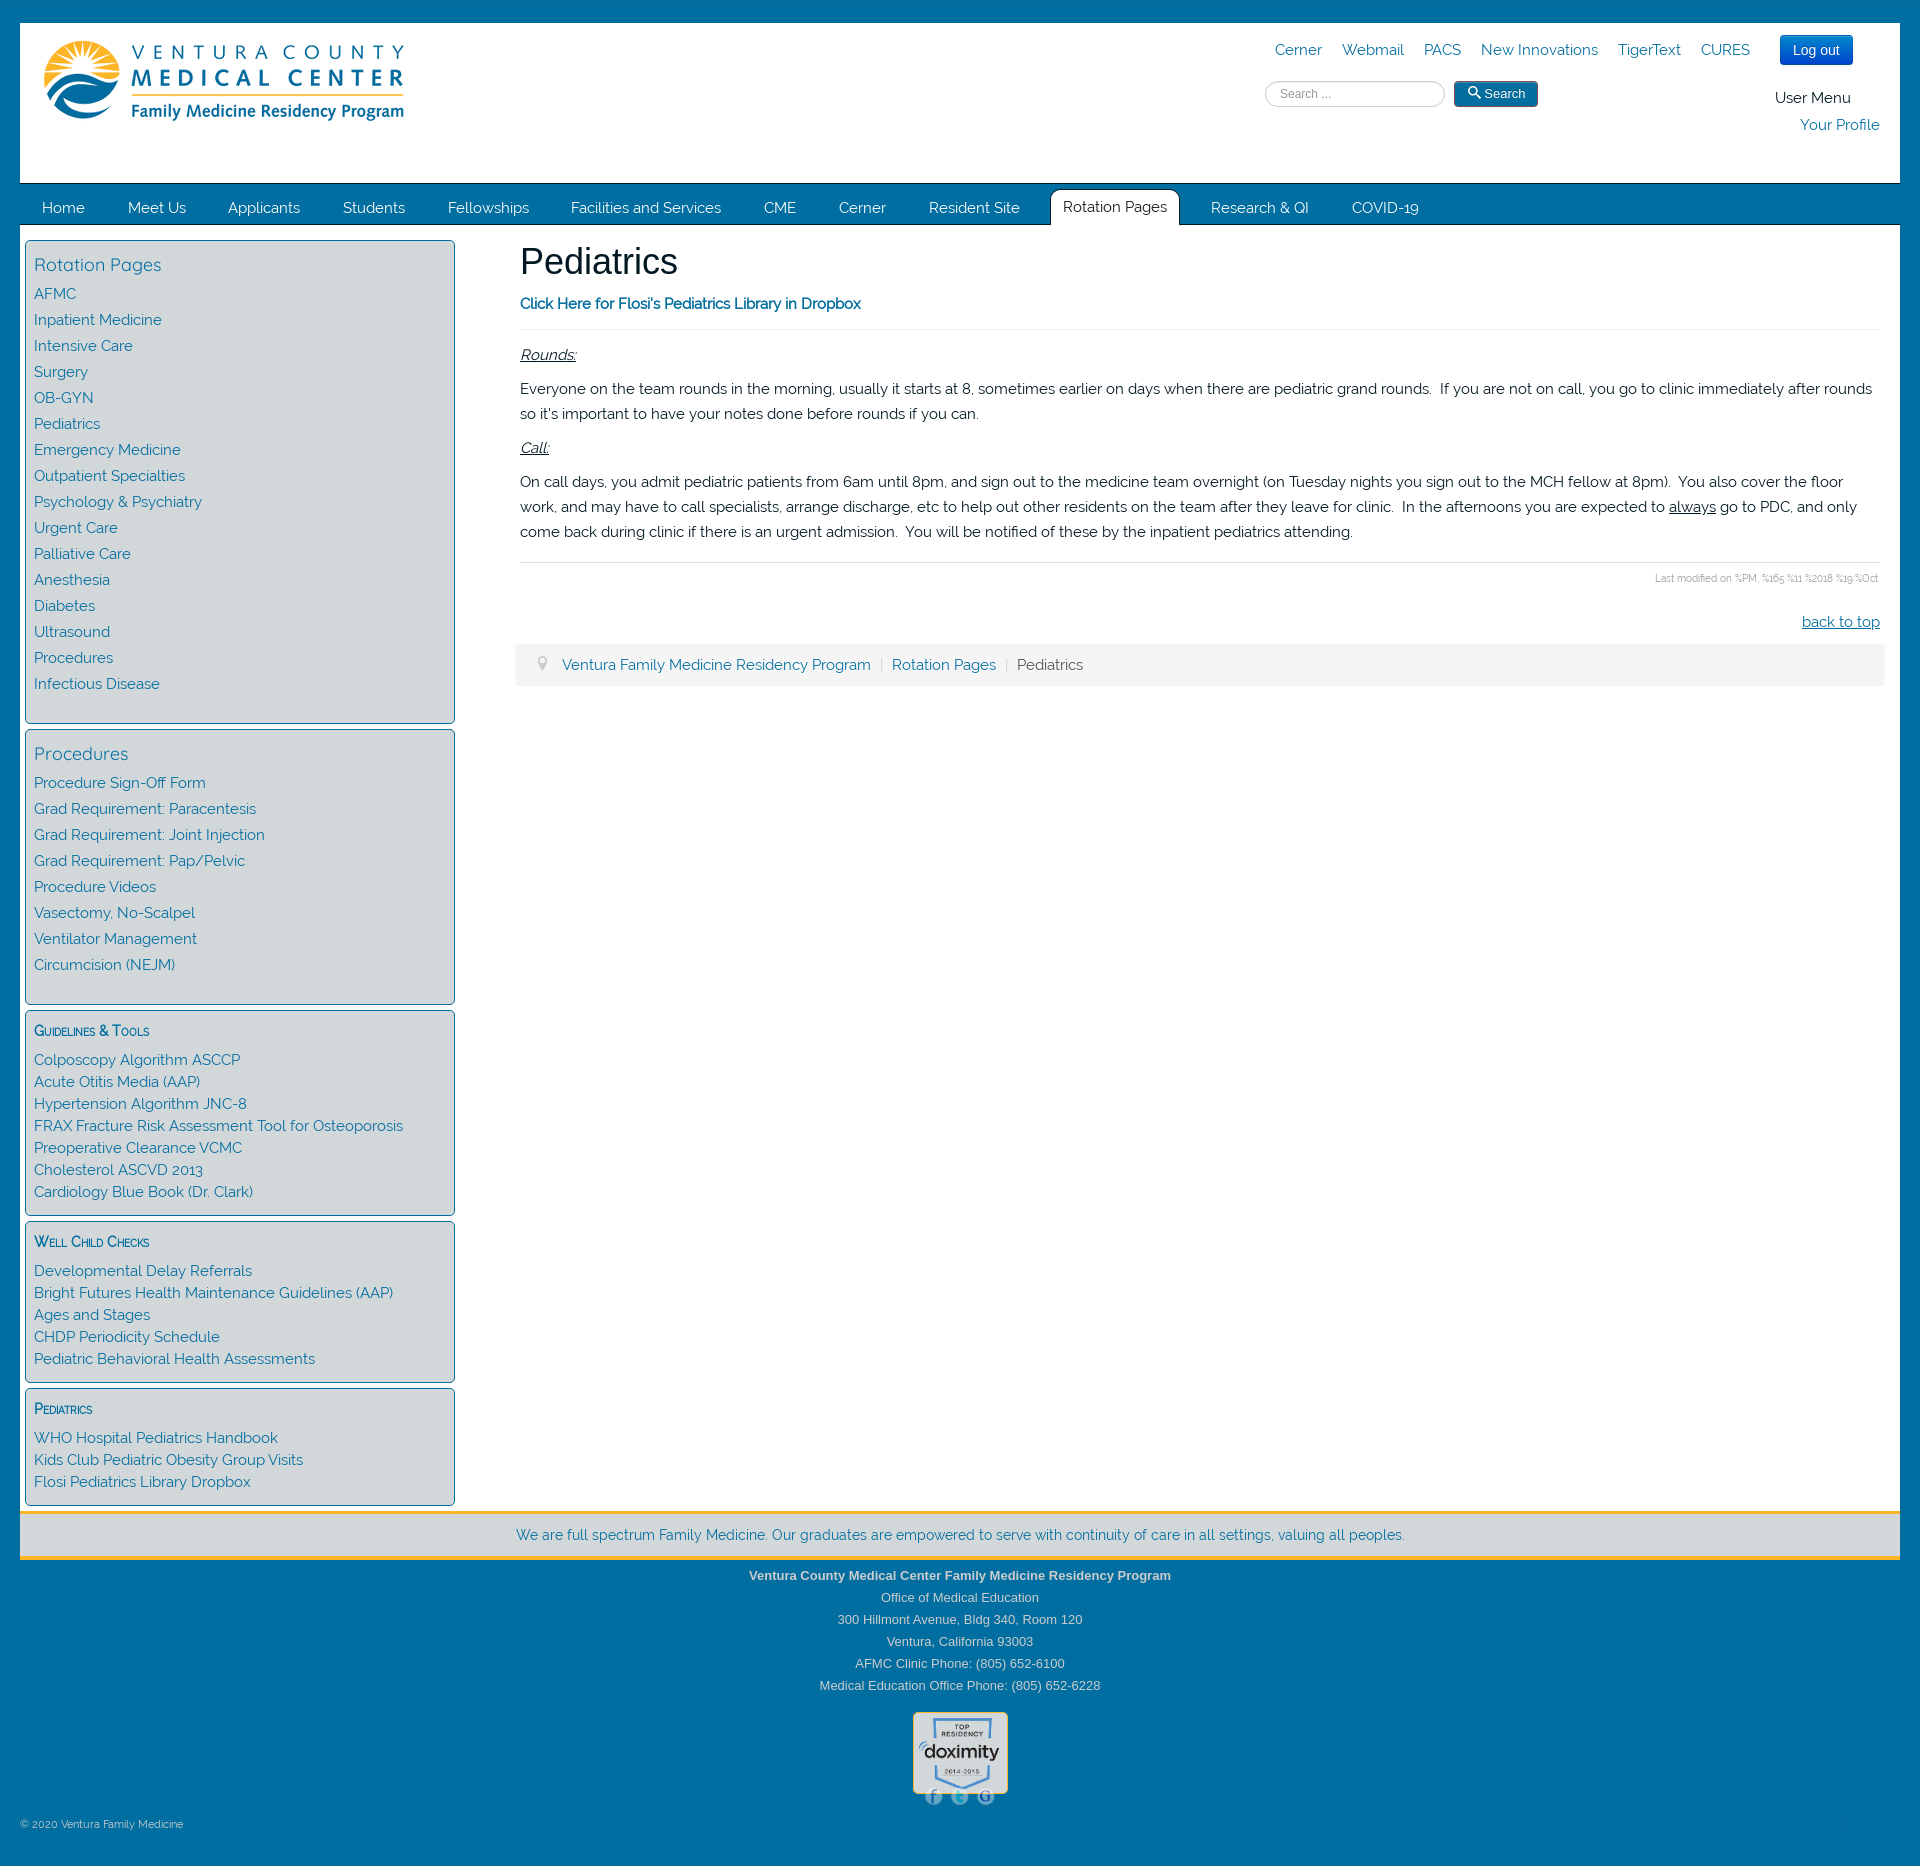 VENTURA COUNTY
MEDICAL CENTER
Family Medicine Residency Program
Cerner Webmail PACS New Innovations TigerText CURES Log out
Search ... Search
User Menu
Your Profile
Home Meet Us Applicants Students Fellowships Facilities and Services CME Cerner Resident Site Rotation Pages Research & QI COVID-19
Rotation Pages
AFMC
Inpatient Medicine
Intensive Care
Surgery
OB-GYN
Pediatrics
Emergency Medicine
Outpatient Specialties
Psychology & Psychiatry
Urgent Care
Palliative Care
Anesthesia
Diabetes
Ultrasound
Procedures
Infectious Disease
Procedures
Procedure Sign-Off Form
Grad Requirement: Paracentesis
Grad Requirement: Joint Injection
Grad Requirement: Pap/Pelvic
Procedure Videos
Vasectomy, No-Scalpel
Ventilator Management
Circumcision (NEJM)
Guidelines & Tools
Colposcopy Algorithm ASCCP
Acute Otitis Media (AAP)
Hypertension Algorithm JNC-8
FRAX Fracture Risk Assessment Tool for Osteoporosis
Preoperative Clearance VCMC
Cholesterol ASCVD 2013
Cardiology Blue Book (Dr. Clark)
Well Child Checks
Developmental Delay Referrals
Bright Futures Health Maintenance Guidelines (AAP)
Ages and Stages
CHDP Periodicity Schedule
Pediatric Behavioral Health Assessments
Pediatrics
WHO Hospital Pediatrics Handbook
Kids Club Pediatric Obesity Group Visits
Flosi Pediatrics Library Dropbox
Pediatrics
Click Here for Flosi's Pediatrics Library in Dropbox
Rounds:
Everyone on the team rounds in the morning, usually it starts at 8, sometimes earlier on days when there are pediatric grand rounds.  If you are not on call, you go to clinic immediately after rounds
so it's important to have your notes done before rounds if you can.
Call:
On call days, you admit pediatric patients from 6am until 8pm, and sign out to the medicine team overnight (on Tuesday nights you sign out to the MCH fellow at 8pm).  You also cover the floor
work, and may have to call specialists, arrange discharge, etc to help out other residents on the team after they leave for clinic.  In the afternoons you are expected to always go to PDC, and only
come back during clinic if there is an urgent admission.  You will be notified of these by the inpatient pediatrics attending.
Last modified on %PM, %165 %11 %2018 %19:%Oct
back to top
Ventura Family Medicine Residency Program | Rotation Pages | Pediatrics
We are full spectrum Family Medicine. Our graduates are empowered to serve with continuity of care in all settings, valuing all peoples.
Ventura County Medical Center Family Medicine Residency Program
Office of Medical Education
300 Hillmont Avenue, Bldg 340, Room 120
Ventura, California 93003
AFMC Clinic Phone: (805) 652-6100
Medical Education Office Phone: (805) 652-6228
TOP
RESIDENCY
doximity
2014-2015
f t G
© 2020 Ventura Family Medicine